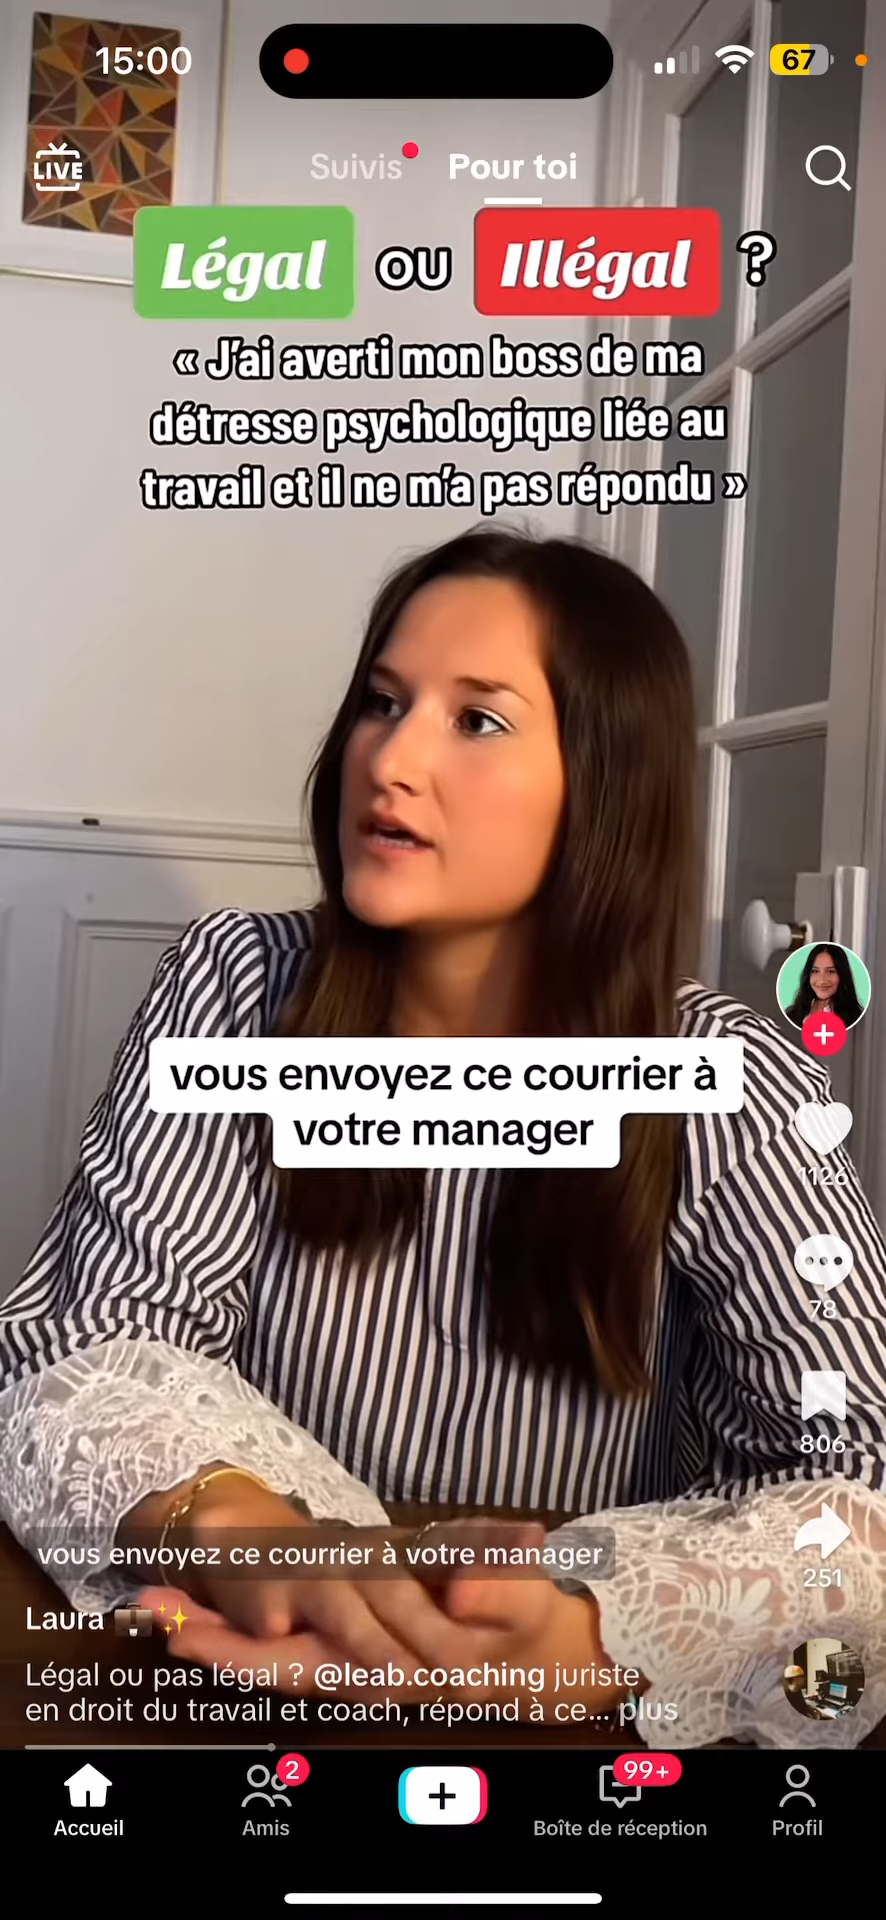 15:00
67
LIVE
Suivis
Pour toi
Légal OU Illégal ?
« J'ai averti mon boss de ma
détresse psychologique liée au
travail et il ne m'a pas répondu »
vous envoyez ce courrier à
votre manager
1126
78
806
251
vous envoyez ce courrier à votre manager
Laura
Légal ou pas légal ? @leab.coaching juriste
en droit du travail et coach, répond à ce... plus
2
99+
Accueil
Amis
Boîte de réception
Profil